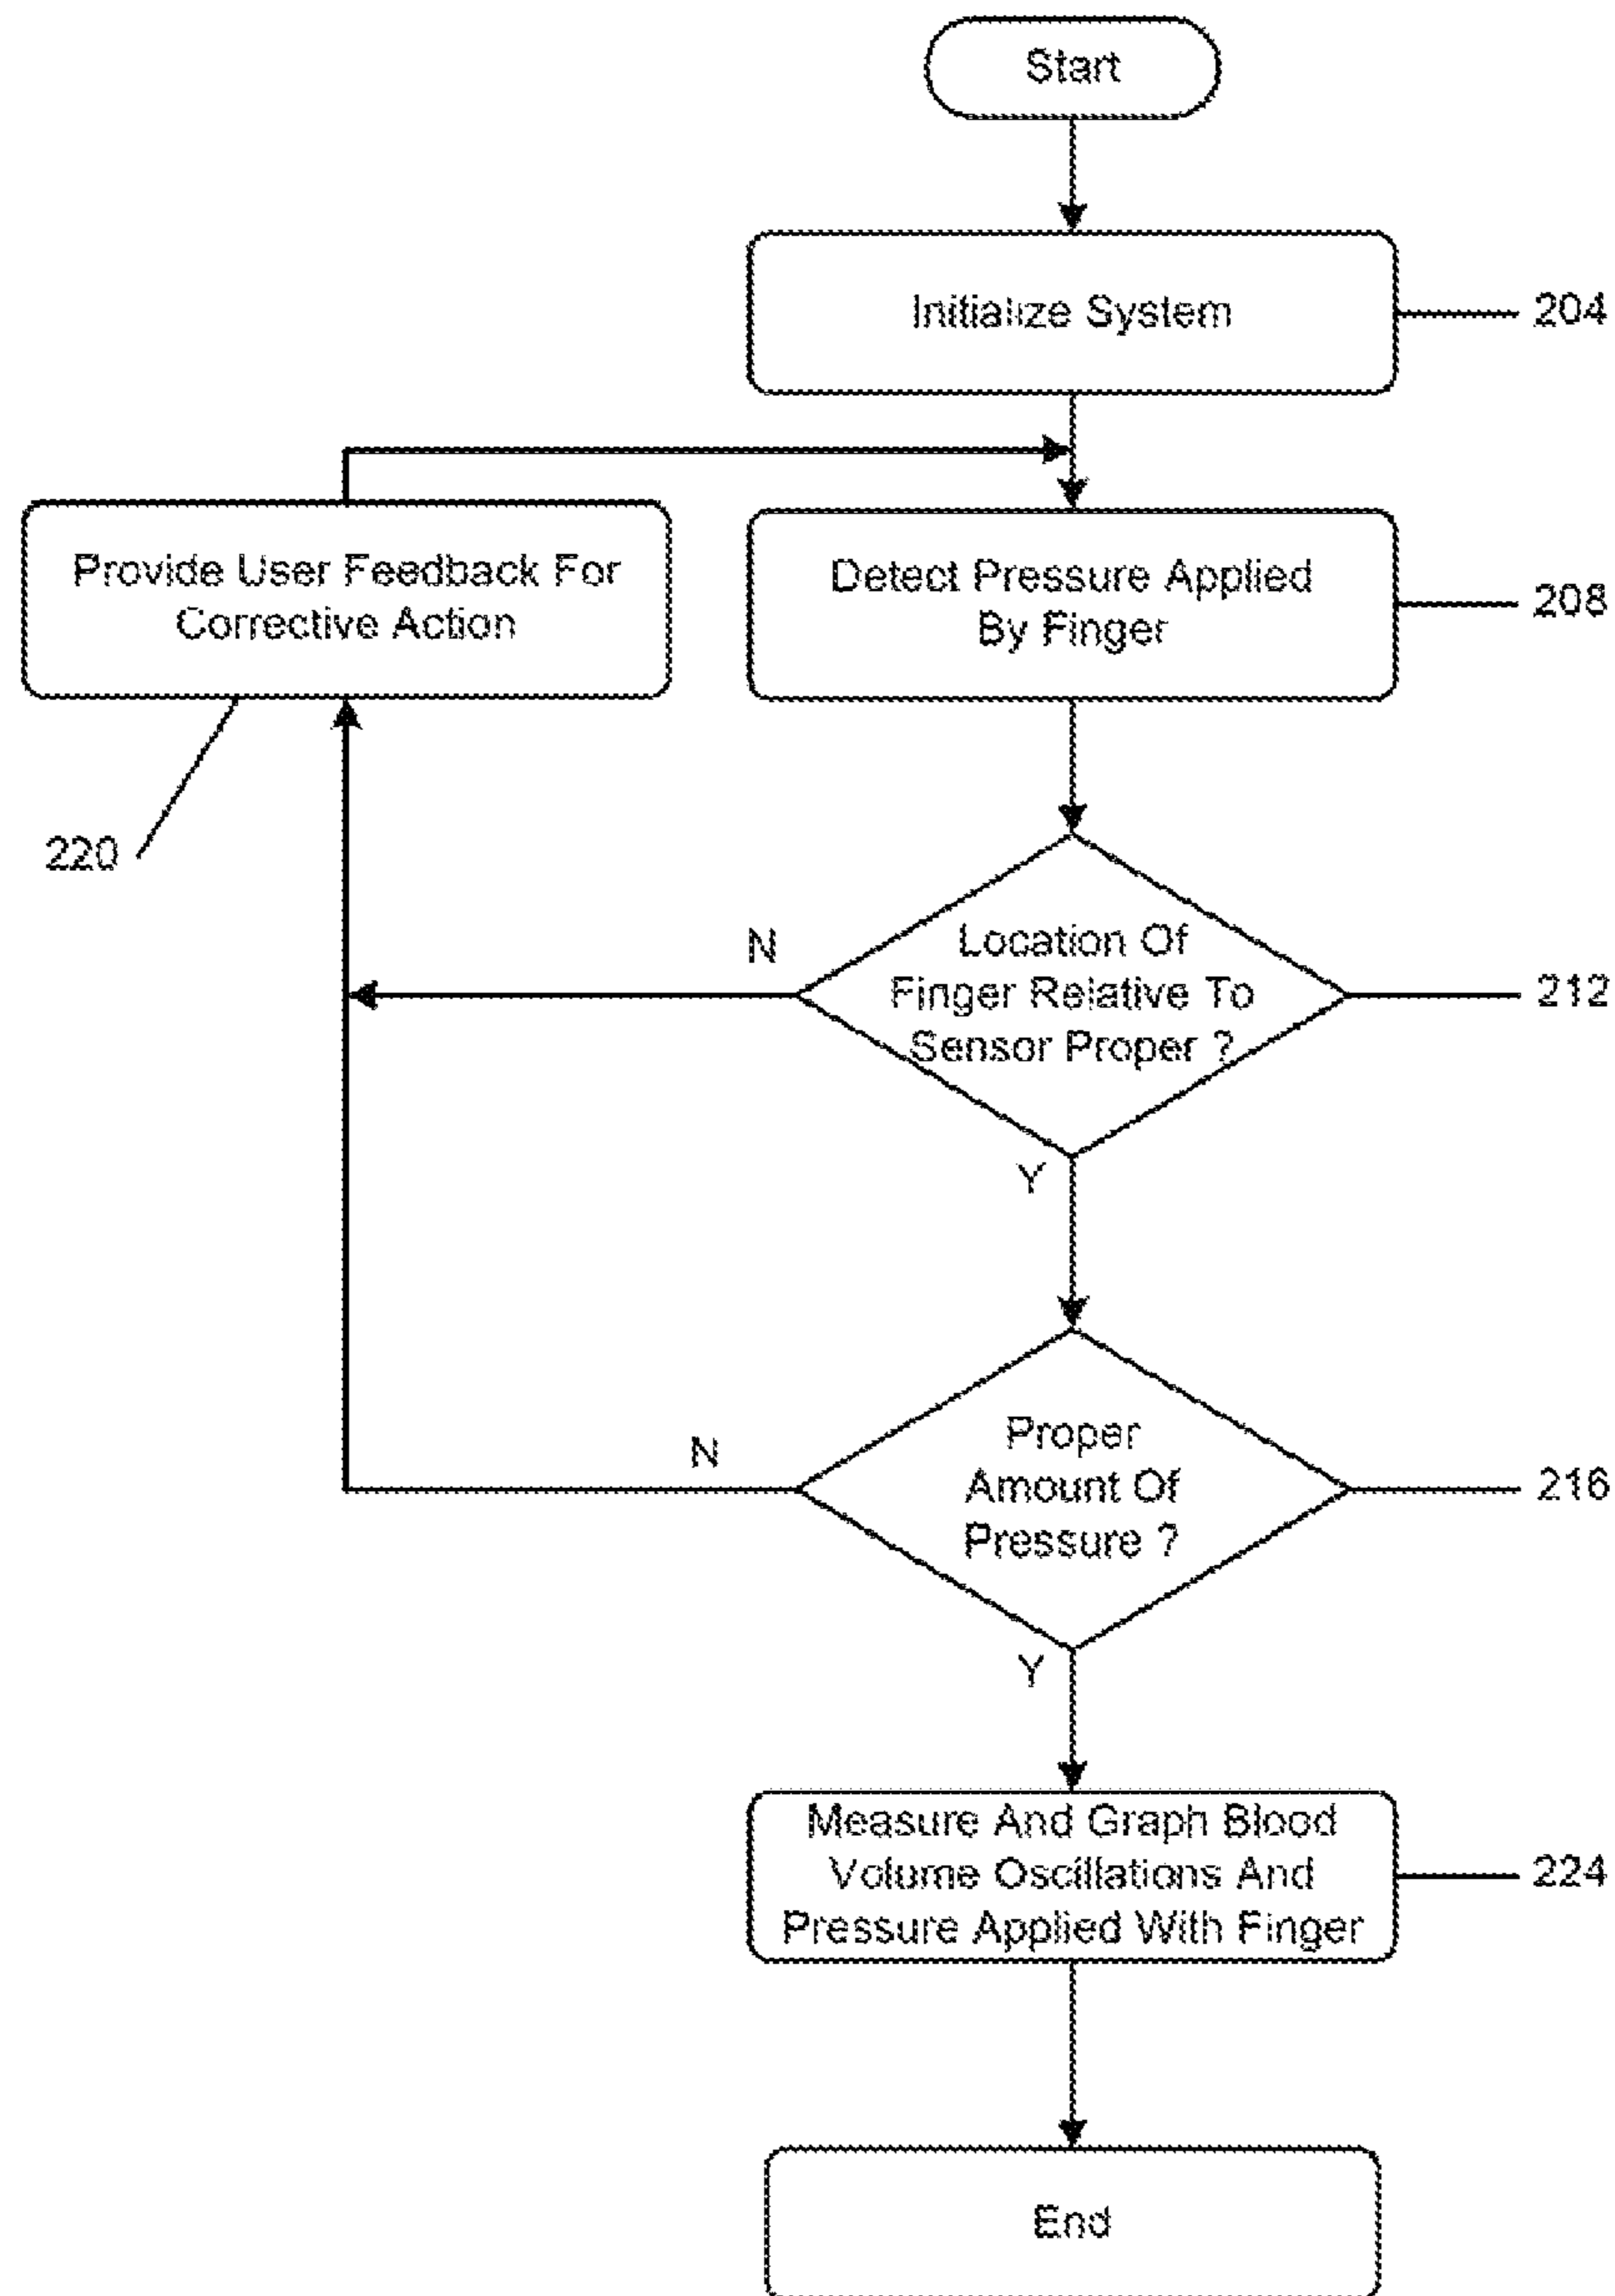 Start
Initialize System
204
Provide User Feedback For
Corrective Action
220
Detect Pressure Applied
By Finger
208
Location Of
Finger Relative To
Sensor Proper ?
212
N
Y
Proper
Amount Of
Pressure ?
216
N
Y
Measure And Graph Blood
Volume Oscillations And
Pressure Applied With Finger
224
End